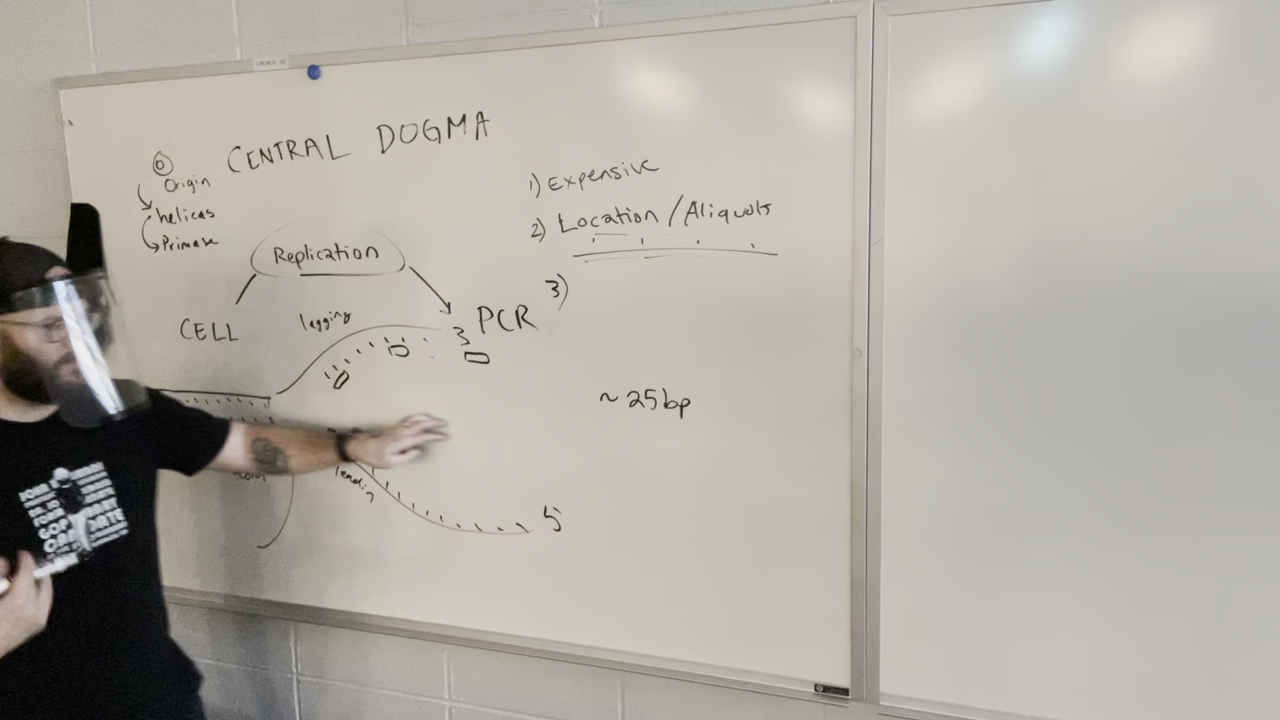 CENTRAL DOGMA
0
Origin
helicas
Primase
Replication
CELL
PCR
lagging
3
1) Expensive
2) Location / Aliquots
3)
~ 25bp
leading
5